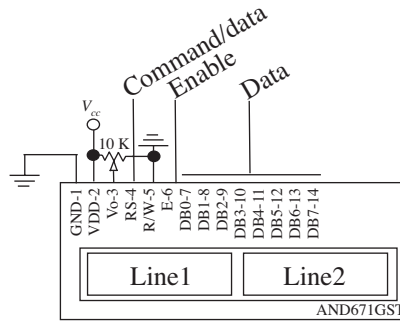 Command/data
Enable
Data
Vcc
10 K
GND-1
VDD-2
Vo-3
RS-4
R/W-5
E-6
DB0-7
DB1-8
DB2-9
DB3-10
DB4-11
DB5-12
DB6-13
DB7-14
Line1
Line2
AND671GST